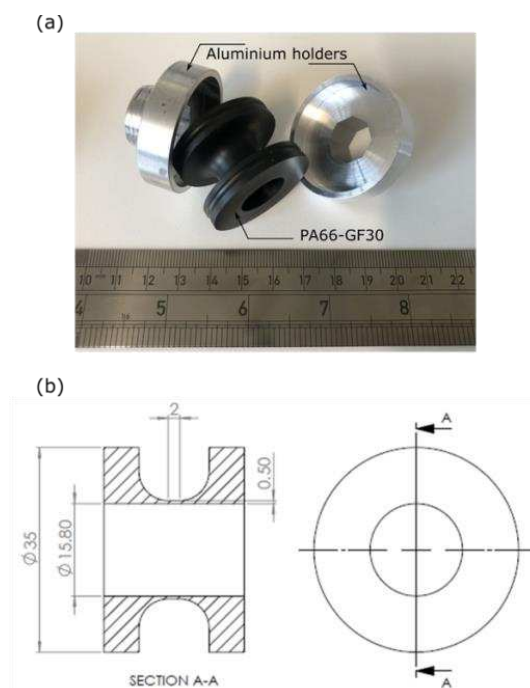 (a)
Aluminium holders
PA66-GF30
10 11 12 13 14 15 16 17 18 19 20 21 22
4 5 6 7 8
(b)
2
0.50
Ø35
Ø15.80
A
A
SECTION A-A